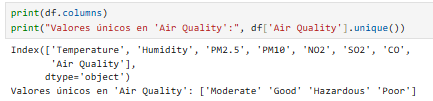 print(df.columns)
print("Valores únicos en 'Air Quality':", df['Air Quality'].unique())
Index(['Temperature', 'Humidity', 'PM2.5', 'PM10', 'NO2', 'SO2', 'CO',
'Air Quality'],
dtype='object')
Valores únicos en 'Air Quality': ['Moderate' 'Good' 'Hazardous' 'Poor']